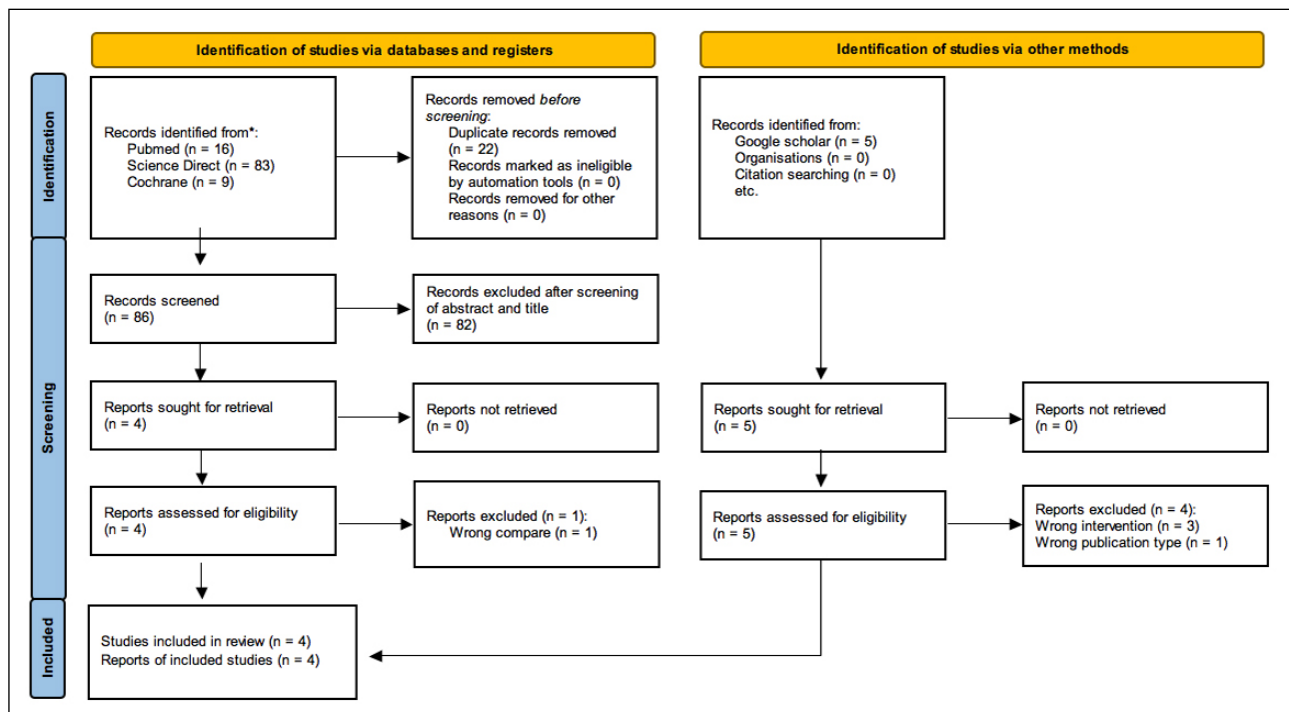 Identification of studies via databases and registers
Identification of studies via other methods
Identification
Records identified from*:
Pubmed (n = 16)
Science Direct (n = 83)
Cochrane (n = 9)
Records removed before
screening:
Duplicate records removed
(n = 22)
Records marked as ineligible
by automation tools (n = 0)
Records removed for other
reasons (n = 0)
Records identified from:
Google scholar (n = 5)
Organisations (n = 0)
Citation searching (n = 0)
etc.
Screening
Records screened
(n = 86)
Records excluded after screening
of abstract and title
(n = 82)
Reports sought for retrieval
(n = 4)
Reports not retrieved
(n = 0)
Reports sought for retrieval
(n = 5)
Reports not retrieved
(n = 0)
Reports assessed for eligibility
(n = 4)
Reports excluded (n = 1):
Wrong compare (n = 1)
Reports assessed for eligibility
(n = 5)
Reports excluded (n = 4):
Wrong intervention (n = 3)
Wrong publication type (n = 1)
Included
Studies included in review (n = 4)
Reports of included studies (n = 4)